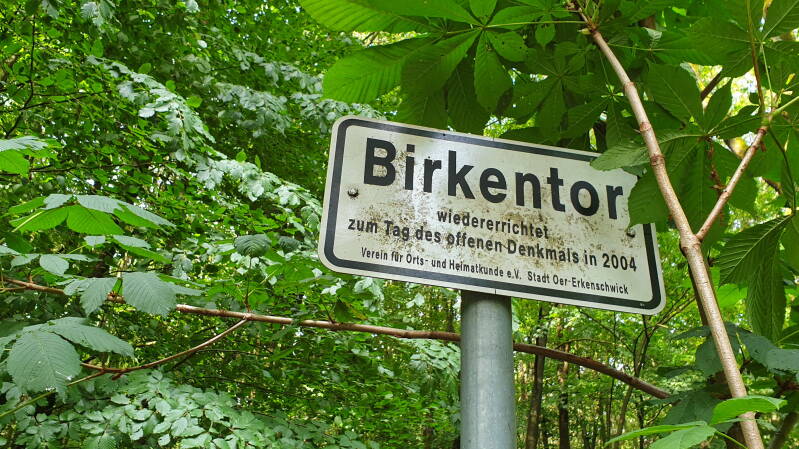 Birkentor
wiedererrichtet
zum Tag des offenen Denkmals in 2004
Verein für Orts- und Heimatkunde e.V. Stadt Oer-Erkenschwick